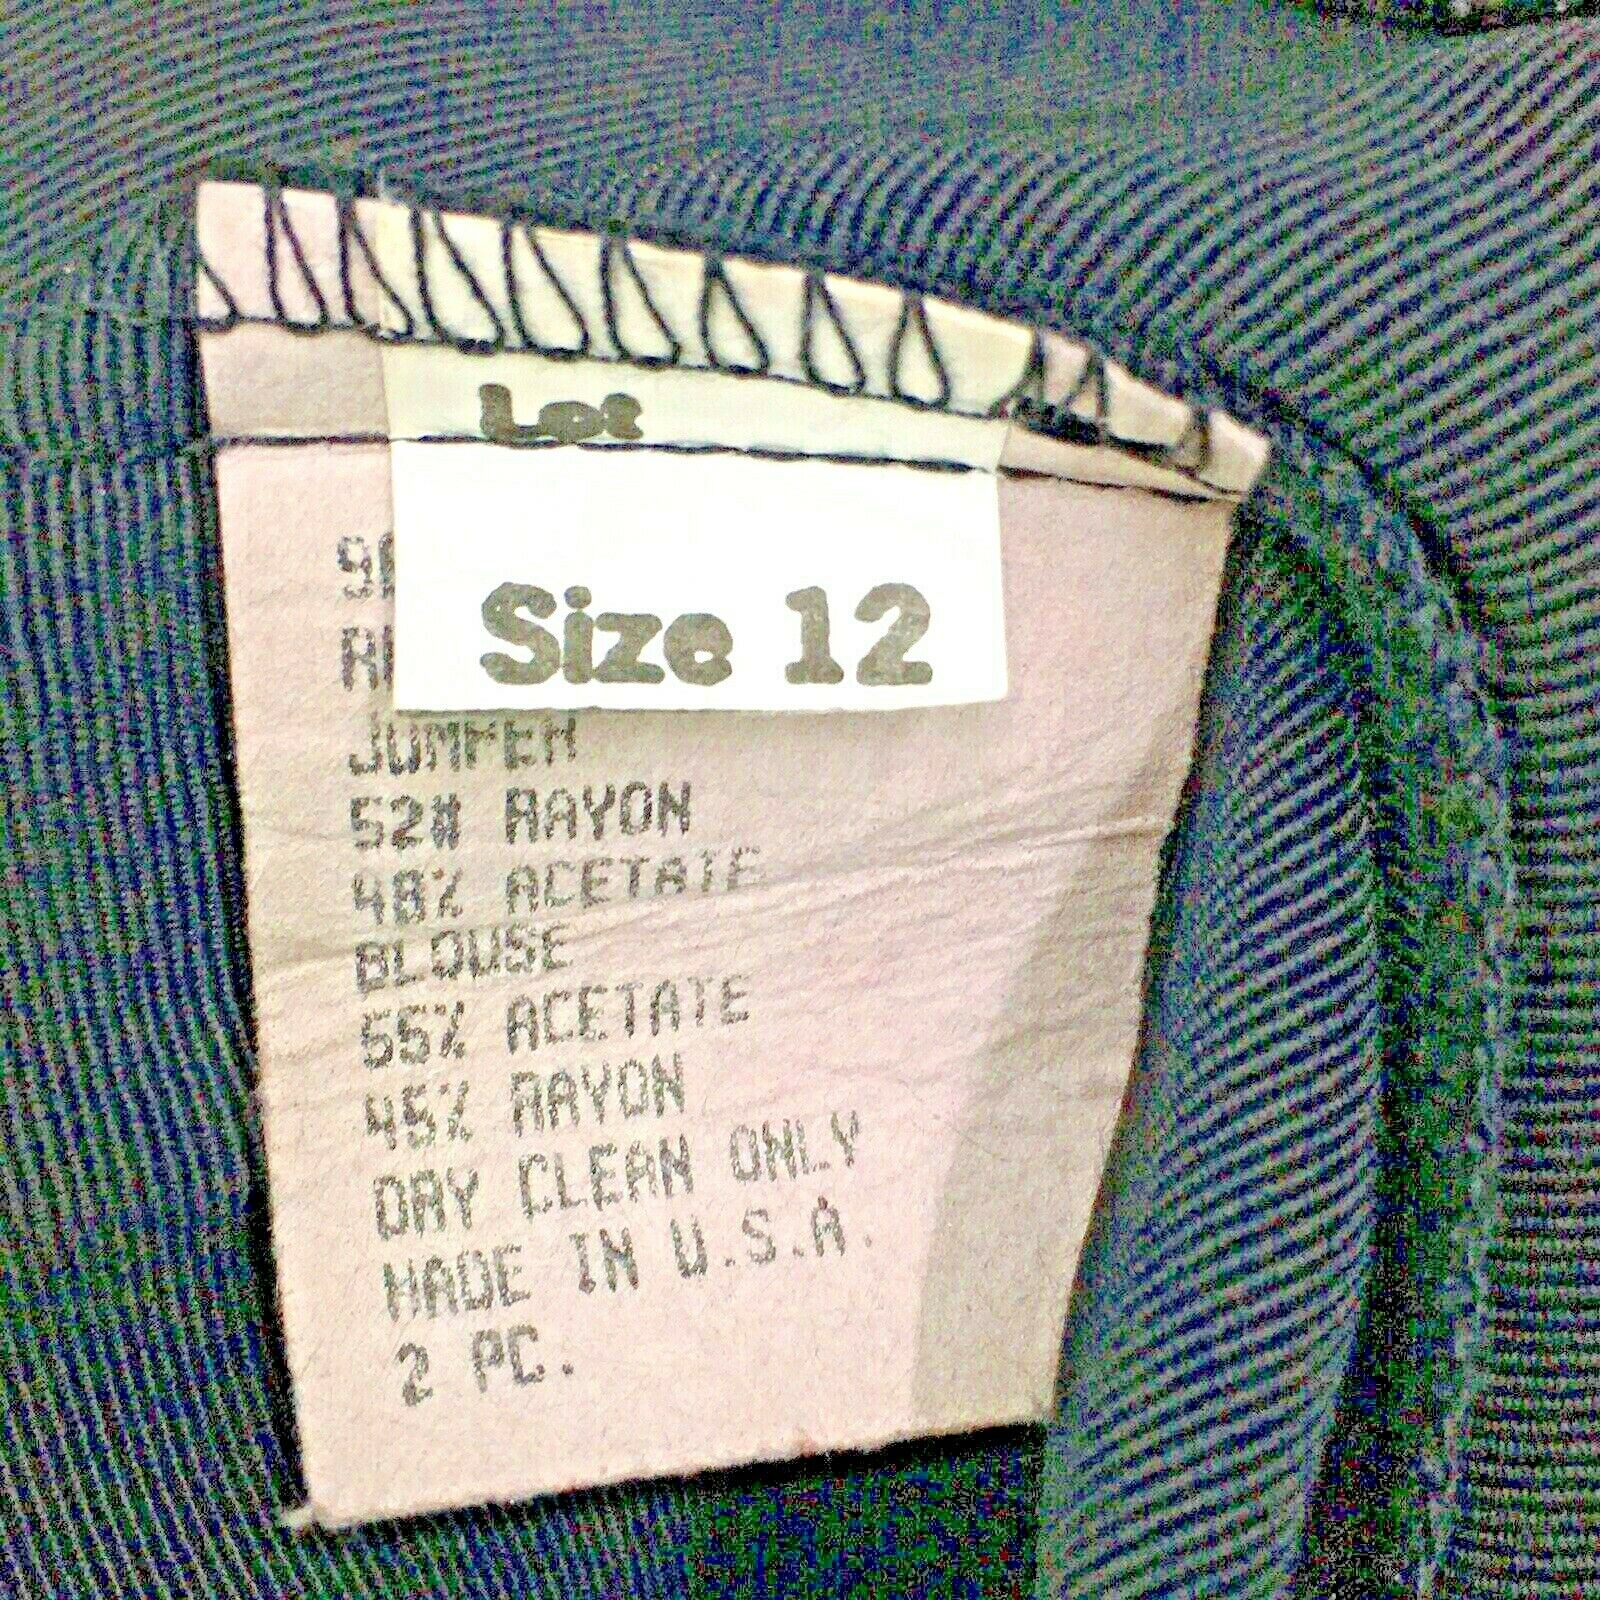 Lot
Size 12
JUMPER
52% RAYON
48% ACETATE
BLOUSE
55% ACETATE
45% RAYON
DRY CLEAN ONLY
MADE IN U.S.A.
2 PC.